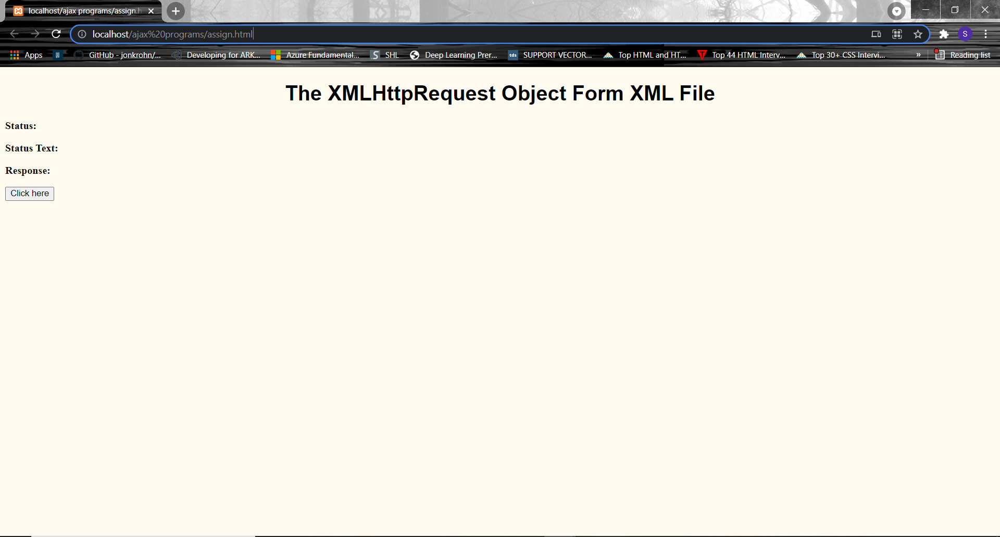 localhost/ajax programs/assign.h
localhost/ajax%20programs/assign.html
S
Apps
GitHub - jonkrohn/...
Developing for ARK...
Azure Fundamental...
S
SHL
Deep Learning Prer...
tds
SUPPORT VECTOR...
Top HTML and HT...
T
Top 44 HTML Interv...
Top 30+ CSS Intervi...
»
Reading list
The XMLHttpRequest Object Form XML File
Status:
Status Text:
Response:
Click here